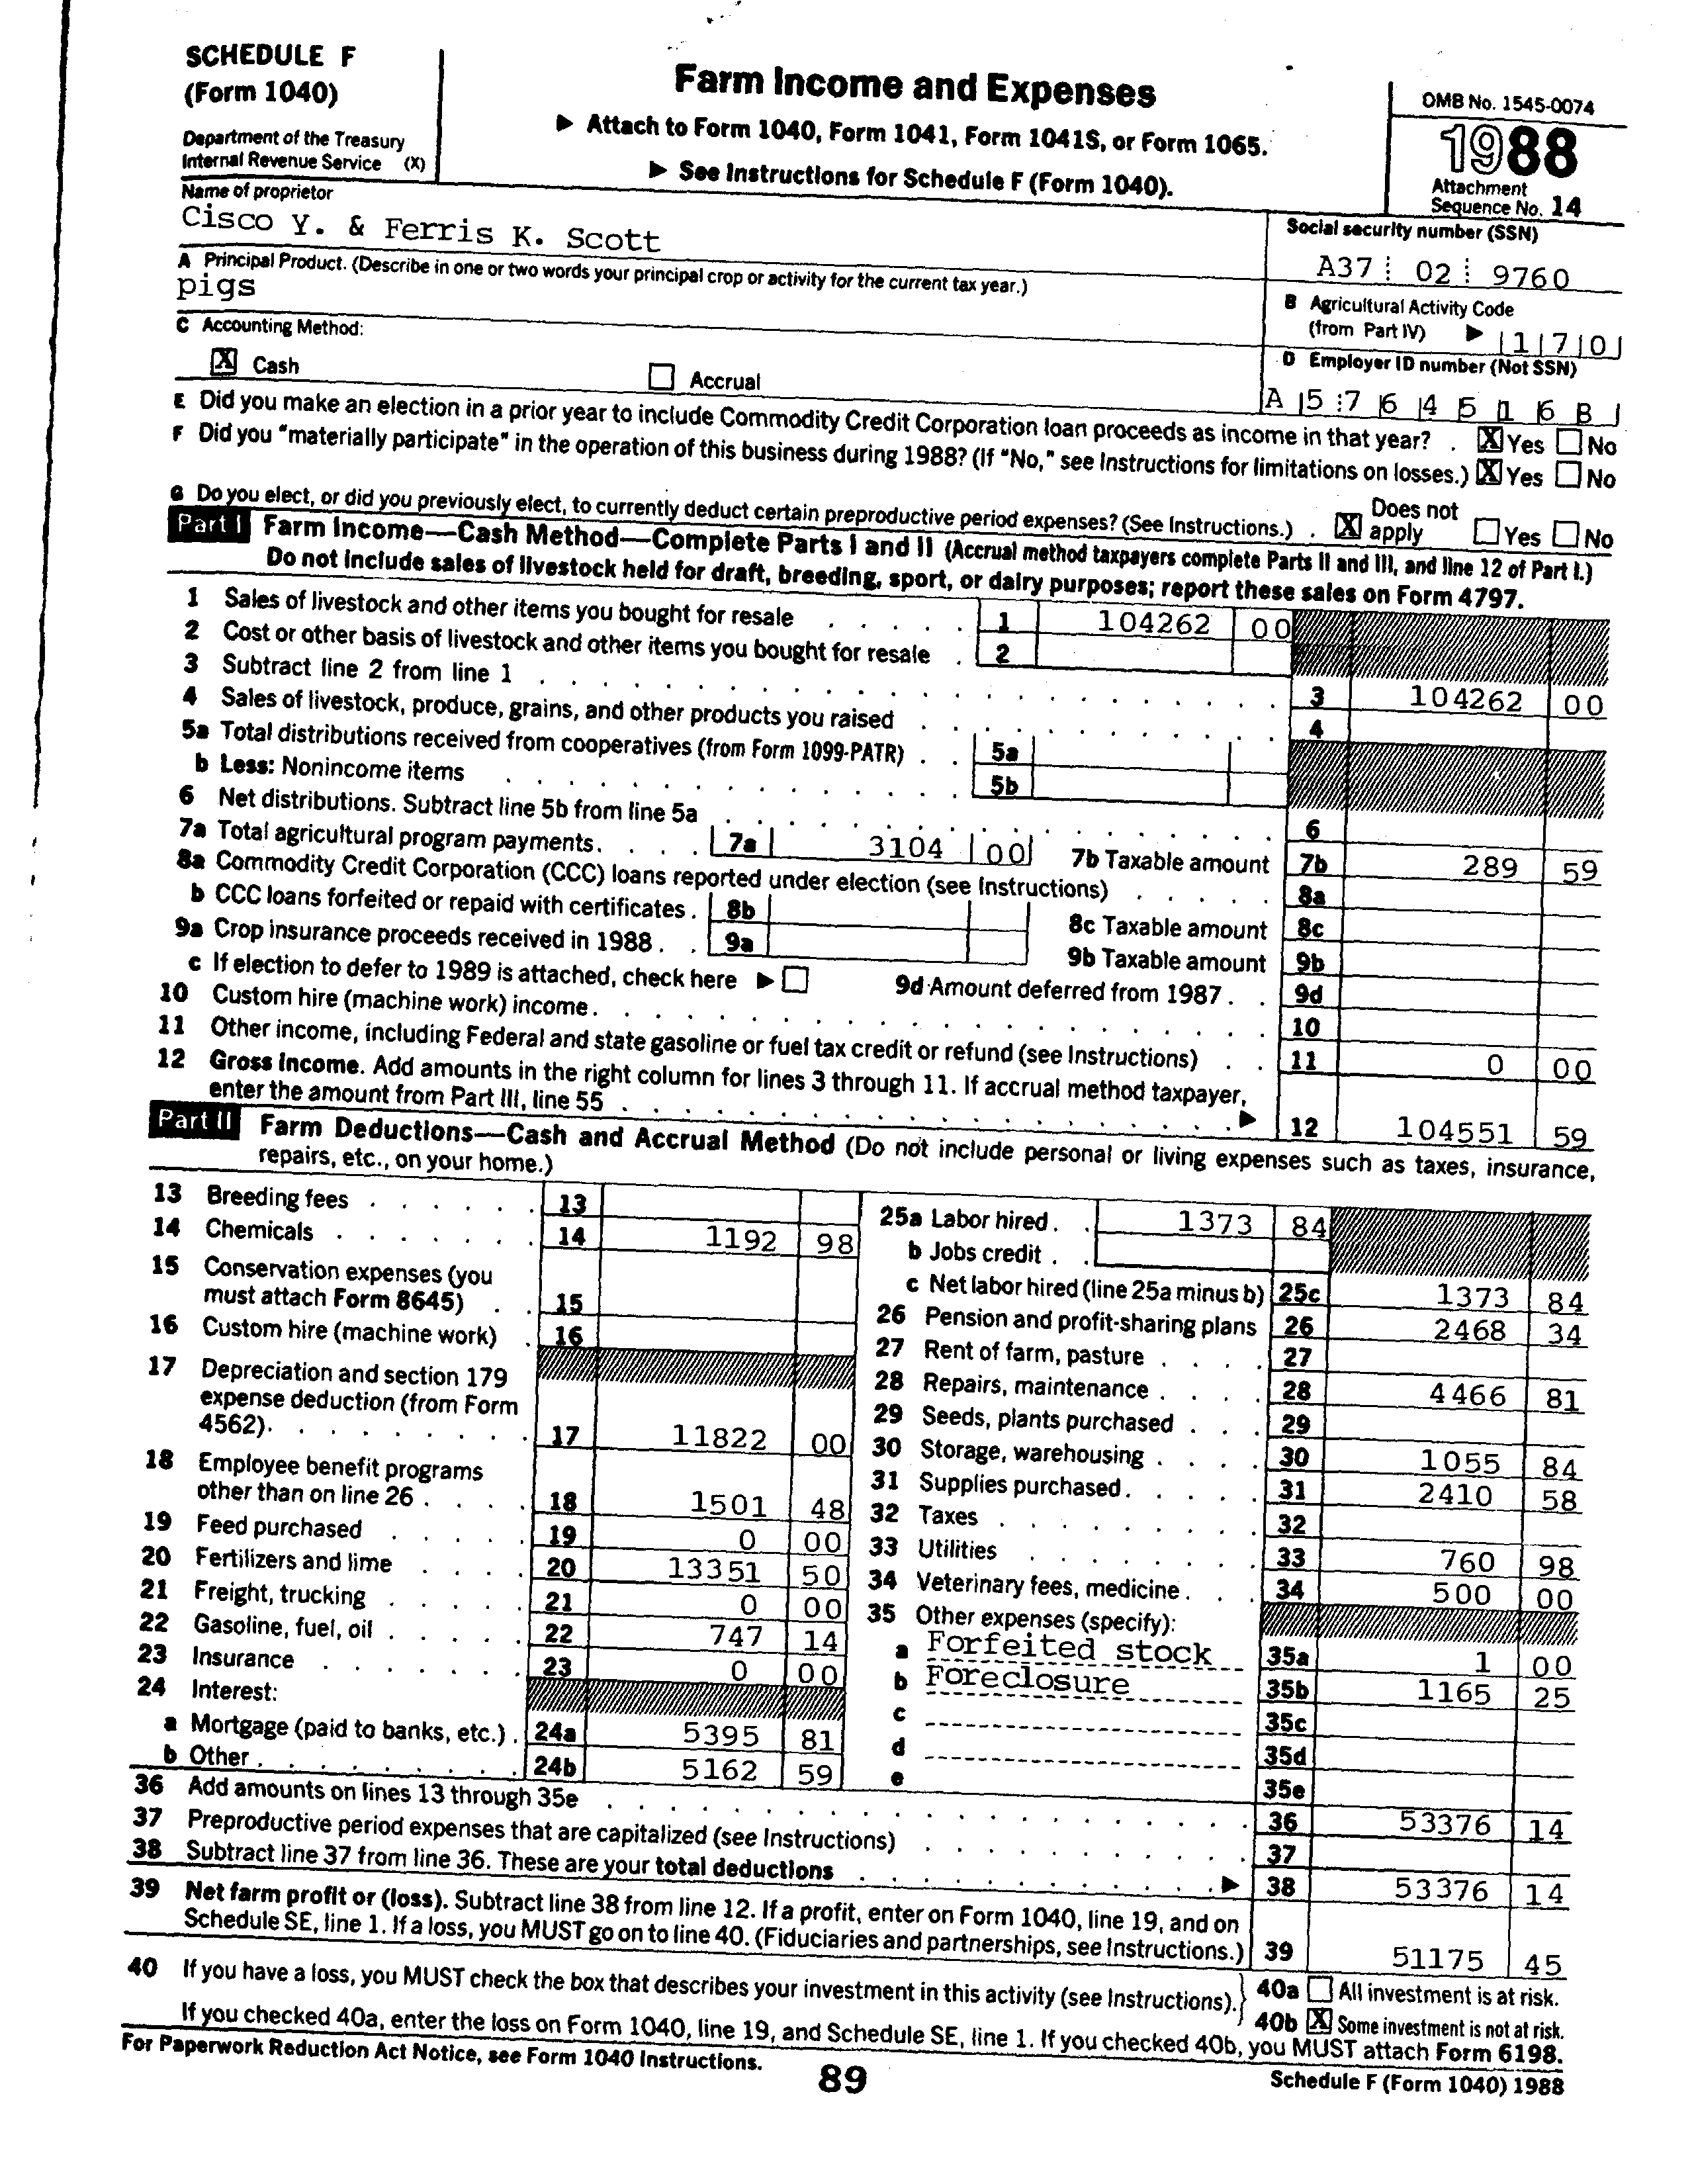 SCHEDULE F
(Form 1040)
Department of the Treasury
Internal Revenue Service (X)
Farm Income and Expenses
▶ Attach to Form 1040, Form 1041, Form 1041S, or Form 1065.
▶ See Instructions for Schedule F (Form 1040).
OMB No. 1545-0074
1988
Attachment
Sequence No. 14
Name of proprietor
Cisco Y. & Ferris K. Scott
Social security number (SSN)
A37 02 9760
A Principal Product. (Describe in one or two words your principal crop or activity for the current tax year.)
pigs
B Agricultural Activity Code
(from Part IV) ▶ 1 7 0
C Accounting Method:
X Cash
Accrual
D Employer ID number (Not SSN)
A 5 7 6 4 5 1 6 B
E Did you make an election in a prior year to include Commodity Credit Corporation loan proceeds as income in that year? . X Yes No
F Did you "materially participate" in the operation of this business during 1988? (If "No," see Instructions for limitations on losses.) X Yes No
G Do you elect, or did you previously elect, to currently deduct certain preproductive period expenses? (See Instructions.) . X Does not apply Yes No
Part I Farm Income—Cash Method—Complete Parts I and II (Accrual method taxpayers complete Parts II and III, and line 12 of Part I.)
Do not include sales of livestock held for draft, breeding, sport, or dairy purposes; report these sales on Form 4797.
1 Sales of livestock and other items you bought for resale 1 104262 00
2 Cost or other basis of livestock and other items you bought for resale 2
3 Subtract line 2 from line 1 3 104262 00
4 Sales of livestock, produce, grains, and other products you raised 4
5a Total distributions received from cooperatives (from Form 1099-PATR) 5a
b Less: Nonincome items 5b
6 Net distributions. Subtract line 5b from line 5a 6
7a Total agricultural program payments. 7a 3104 00 7b Taxable amount 7b 289 59
8a Commodity Credit Corporation (CCC) loans reported under election (see Instructions) 8a
b CCC loans forfeited or repaid with certificates . 8b 8c Taxable amount 8c
9a Crop insurance proceeds received in 1988 . 9a 9b Taxable amount 9b
c If election to defer to 1989 is attached, check here ▶ 9d Amount deferred from 1987 . 9d
10 Custom hire (machine work) income . 10
11 Other income, including Federal and state gasoline or fuel tax credit or refund (see Instructions) 11 0 00
12 Gross Income. Add amounts in the right column for lines 3 through 11. If accrual method taxpayer,
enter the amount from Part III, line 55 ▶ 12 104551 59
Part II Farm Deductions—Cash and Accrual Method (Do not include personal or living expenses such as taxes, insurance,
repairs, etc., on your home.)
13 Breeding fees 13
14 Chemicals 14 1192 98
15 Conservation expenses (you
must attach Form 8645) 15
16 Custom hire (machine work) 16
17 Depreciation and section 179
expense deduction (from Form
4562). 17 11822 00
18 Employee benefit programs
other than on line 26 . 18 1501 48
19 Feed purchased 19 0 00
20 Fertilizers and lime 20 13351 50
21 Freight, trucking 21 0 00
22 Gasoline, fuel, oil . 22 747 14
23 Insurance 23 0 00
24 Interest:
a Mortgage (paid to banks, etc.) . 24a 5395 81
b Other . 24b 5162 59
25a Labor hired . 1373 84
b Jobs credit .
c Net labor hired (line 25a minus b) 25c 1373 84
26 Pension and profit-sharing plans 26 2468 34
27 Rent of farm, pasture 27
28 Repairs, maintenance 28 4466 81
29 Seeds, plants purchased 29
30 Storage, warehousing 30 1055 84
31 Supplies purchased . 31 2410 58
32 Taxes 32
33 Utilities 33 760 98
34 Veterinary fees, medicine . 34 500 00
35 Other expenses (specify):
a Forfeited stock 35a 1 00
b Foreclosure 35b 1165 25
c 35c
d 35d
e 35e
36 Add amounts on lines 13 through 35e 36 53376 14
37 Preproductive period expenses that are capitalized (see Instructions) 37
38 Subtract line 37 from line 36. These are your total deductions ▶ 38 53376 14
39 Net farm profit or (loss). Subtract line 38 from line 12. If a profit, enter on Form 1040, line 19, and on
Schedule SE, line 1. If a loss, you MUST go on to line 40. (Fiduciaries and partnerships, see Instructions.) 39 51175 45
40 If you have a loss, you MUST check the box that describes your investment in this activity (see Instructions). 40a All investment is at risk.
40b X Some investment is not at risk.
If you checked 40a, enter the loss on Form 1040, line 19, and Schedule SE, line 1. If you checked 40b, you MUST attach Form 6198.
For Paperwork Reduction Act Notice, see Form 1040 Instructions.
89
Schedule F (Form 1040) 1988